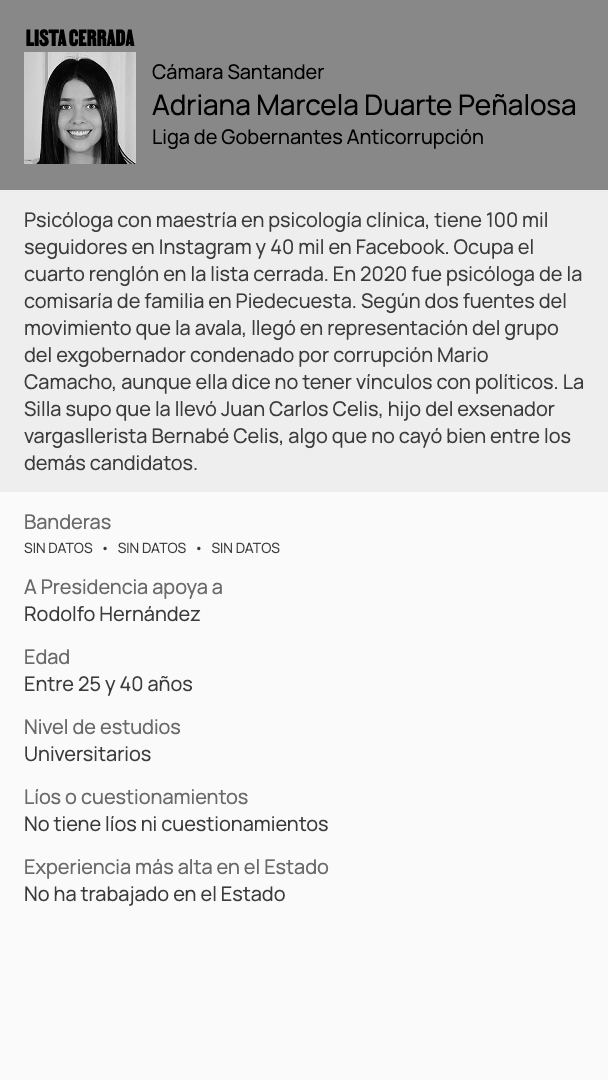 LISTA CERRADA
Cámara Santander
Adriana Marcela Duarte Peñalosa
Liga de Gobernantes Anticorrupción
Psicóloga con maestría en psicología clínica, tiene 100 mil
seguidores en Instagram y 40 mil en Facebook. Ocupa el
cuarto renglón en la lista cerrada. En 2020 fue psicóloga de la
comisaría de familia en Piedecuesta. Según dos fuentes del
movimiento que la avala, llegó en representación del grupo
del exgobernador condenado por corrupción Mario
Camacho, aunque ella dice no tener vínculos con políticos. La
Silla supo que la llevó Juan Carlos Celis, hijo del exsenador
vargasllerista Bernabé Celis, algo que no cayó bien entre los
demás candidatos.
Banderas
SIN DATOS • SIN DATOS • SIN DATOS
A Presidencia apoya a
Rodolfo Hernández
Edad
Entre 25 y 40 años
Nivel de estudios
Universitarios
Líos o cuestionamientos
No tiene líos ni cuestionamientos
Experiencia más alta en el Estado
No ha trabajado en el Estado